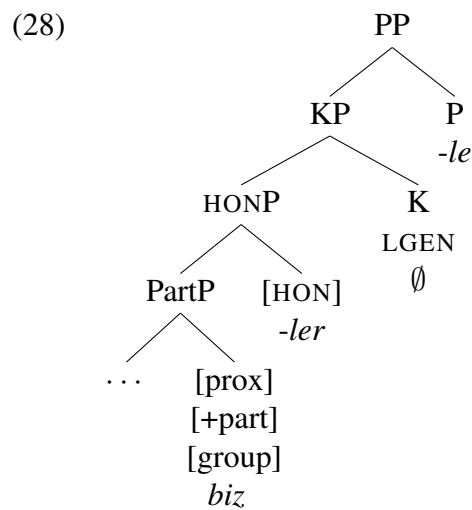 (28)
PP
KP P
-le
HONP K
LGEN
∅
PartP [HON]
-ler
... [prox]
[+part]
[group]
biz